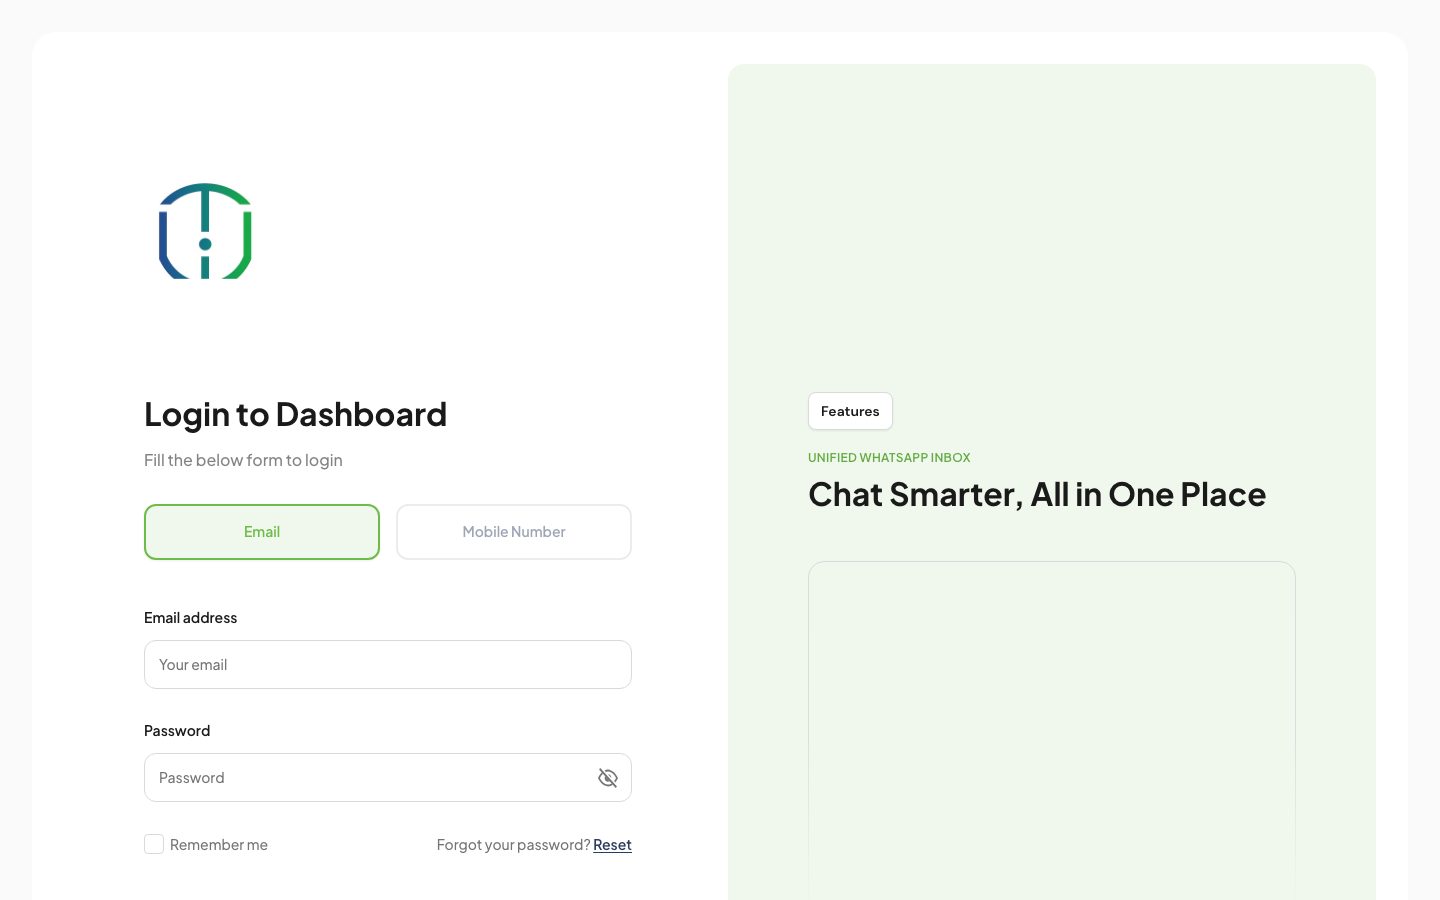 Login to Dashboard
Fill the below form to login
Email
Mobile Number
Email address
Your email
Password
Password
Remember me
Forgot your password? Reset
Features
UNIFIED WHATSAPP INBOX
Chat Smarter, All in One Place